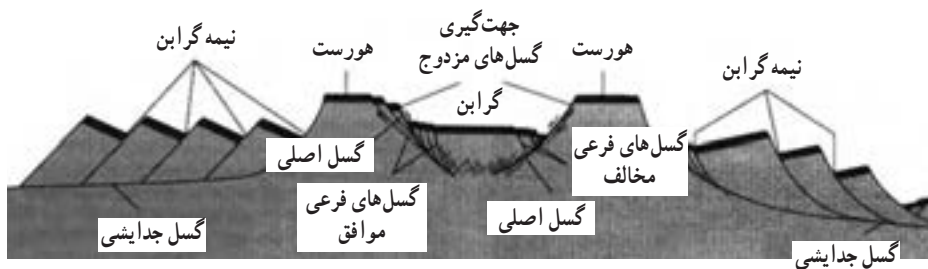 جهت‌گیری
گسل‌های مزدوج
هورست
هورست
نیمه گرابن
نیمه گرابن
گرابن
گسل‌های فرعی
مخالف
گسل اصلی
گسل‌های فرعی
موافق
گسل اصلی
گسل جدایشی
گسل جدایشی